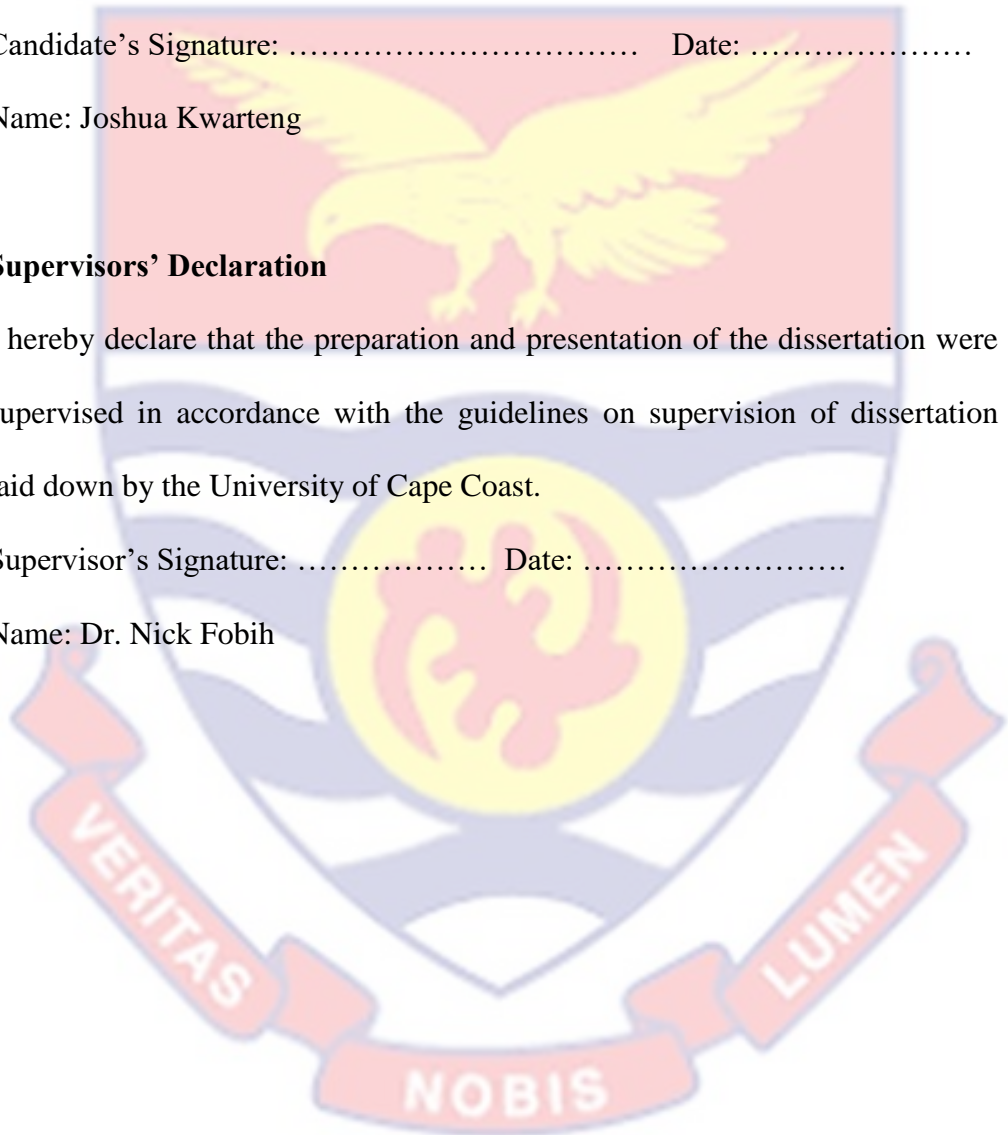 Candidate’s Signature: …………………………… Date: …………………
Name: Joshua Kwarteng
Supervisors’ Declaration
hereby declare that the preparation and presentation of the dissertation were
supervised in accordance with the guidelines on supervision of dissertation
laid down by the University of Cape Coast.
Supervisor’s Signature: ……………… Date: …………………….
Name: Dr. Nick Fobih
VERITAS
NOBIS
LUMEN